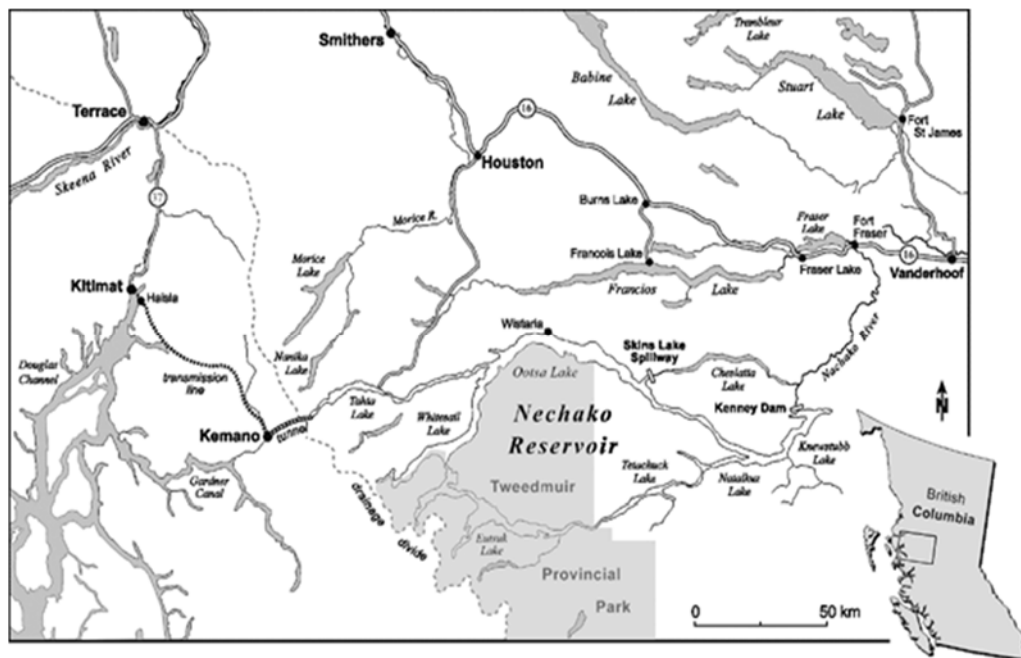 Smithers
Trembleur
Lake
Babine
Lake
Stuart
Lake
Terrace
16
Fort
St James
Skeena River
Houston
37
Burns Lake
Morice R.
Fraser
Lake
Fort
Fraser
Morice
Lake
Francois Lake
Fraser Lake
16
Vanderhoof
Kitimat
Haisla
Francios
Lake
Wistaria
Skins Lake
Spillway
Nechako River
Douglas
Channel
transmission
line
Nanika
Lake
Ootsa Lake
Cheslatta
Lake
Tahta
Lake
Whitesail
Lake
Nechako
Reservoir
Kenney Dam
N
Kemano
tunnel
Knewstubb
Lake
Tetachuck
Lake
Natalkuz
Lake
Gardner
Canal
Tweedmuir
drainage
divide
British
Columbia
Eutsuk
Lake
Provincial
Park
0
50 km